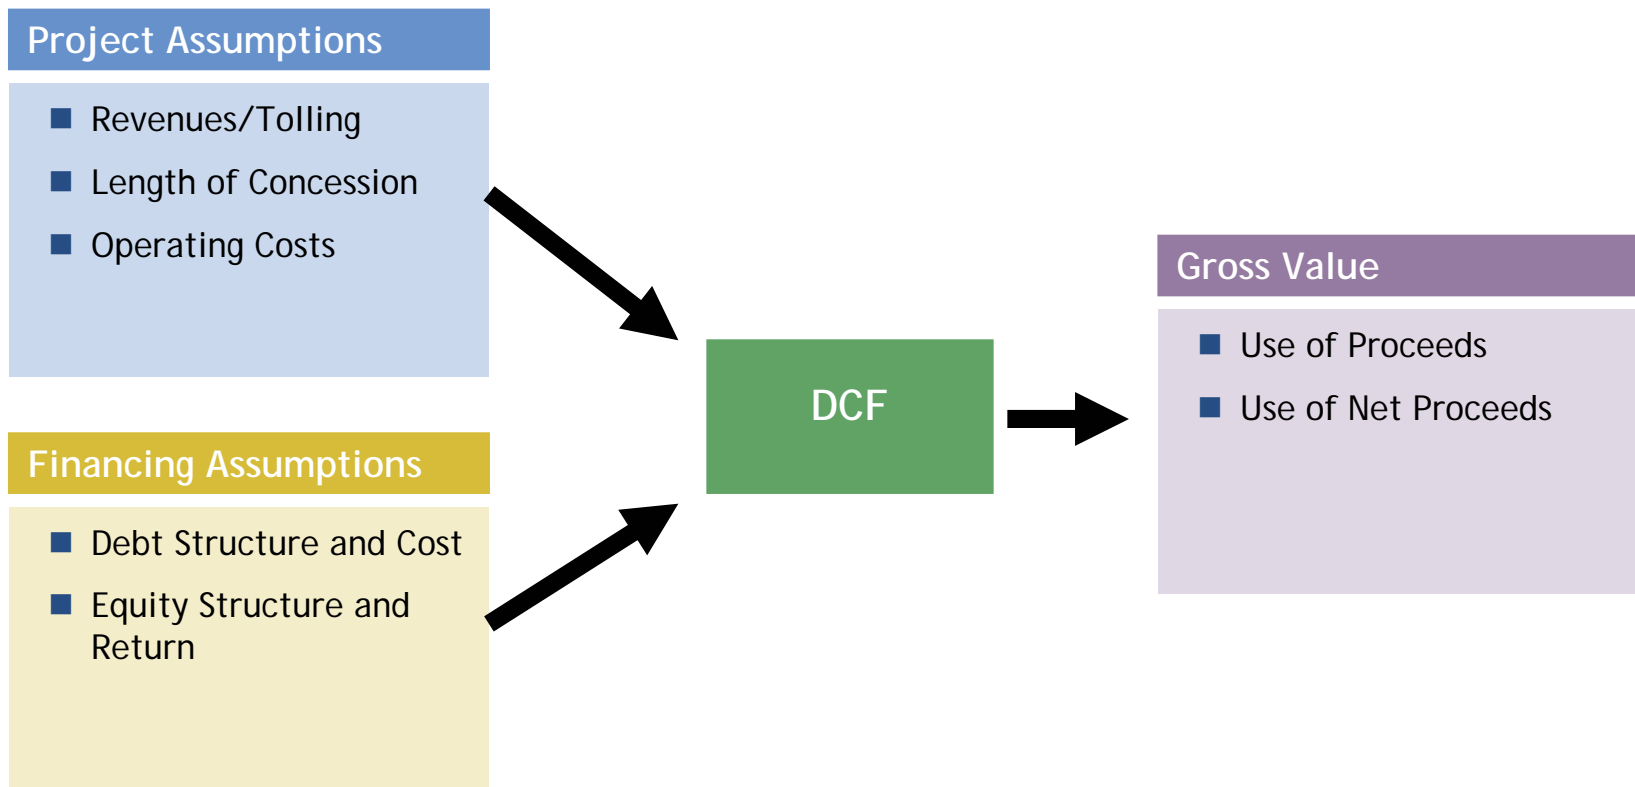 Project Assumptions
Revenues/Tolling
Length of Concession
Operating Costs
Financing Assumptions
Debt Structure and Cost
Equity Structure and
Return
DCF
Gross Value
Use of Proceeds
Use of Net Proceeds